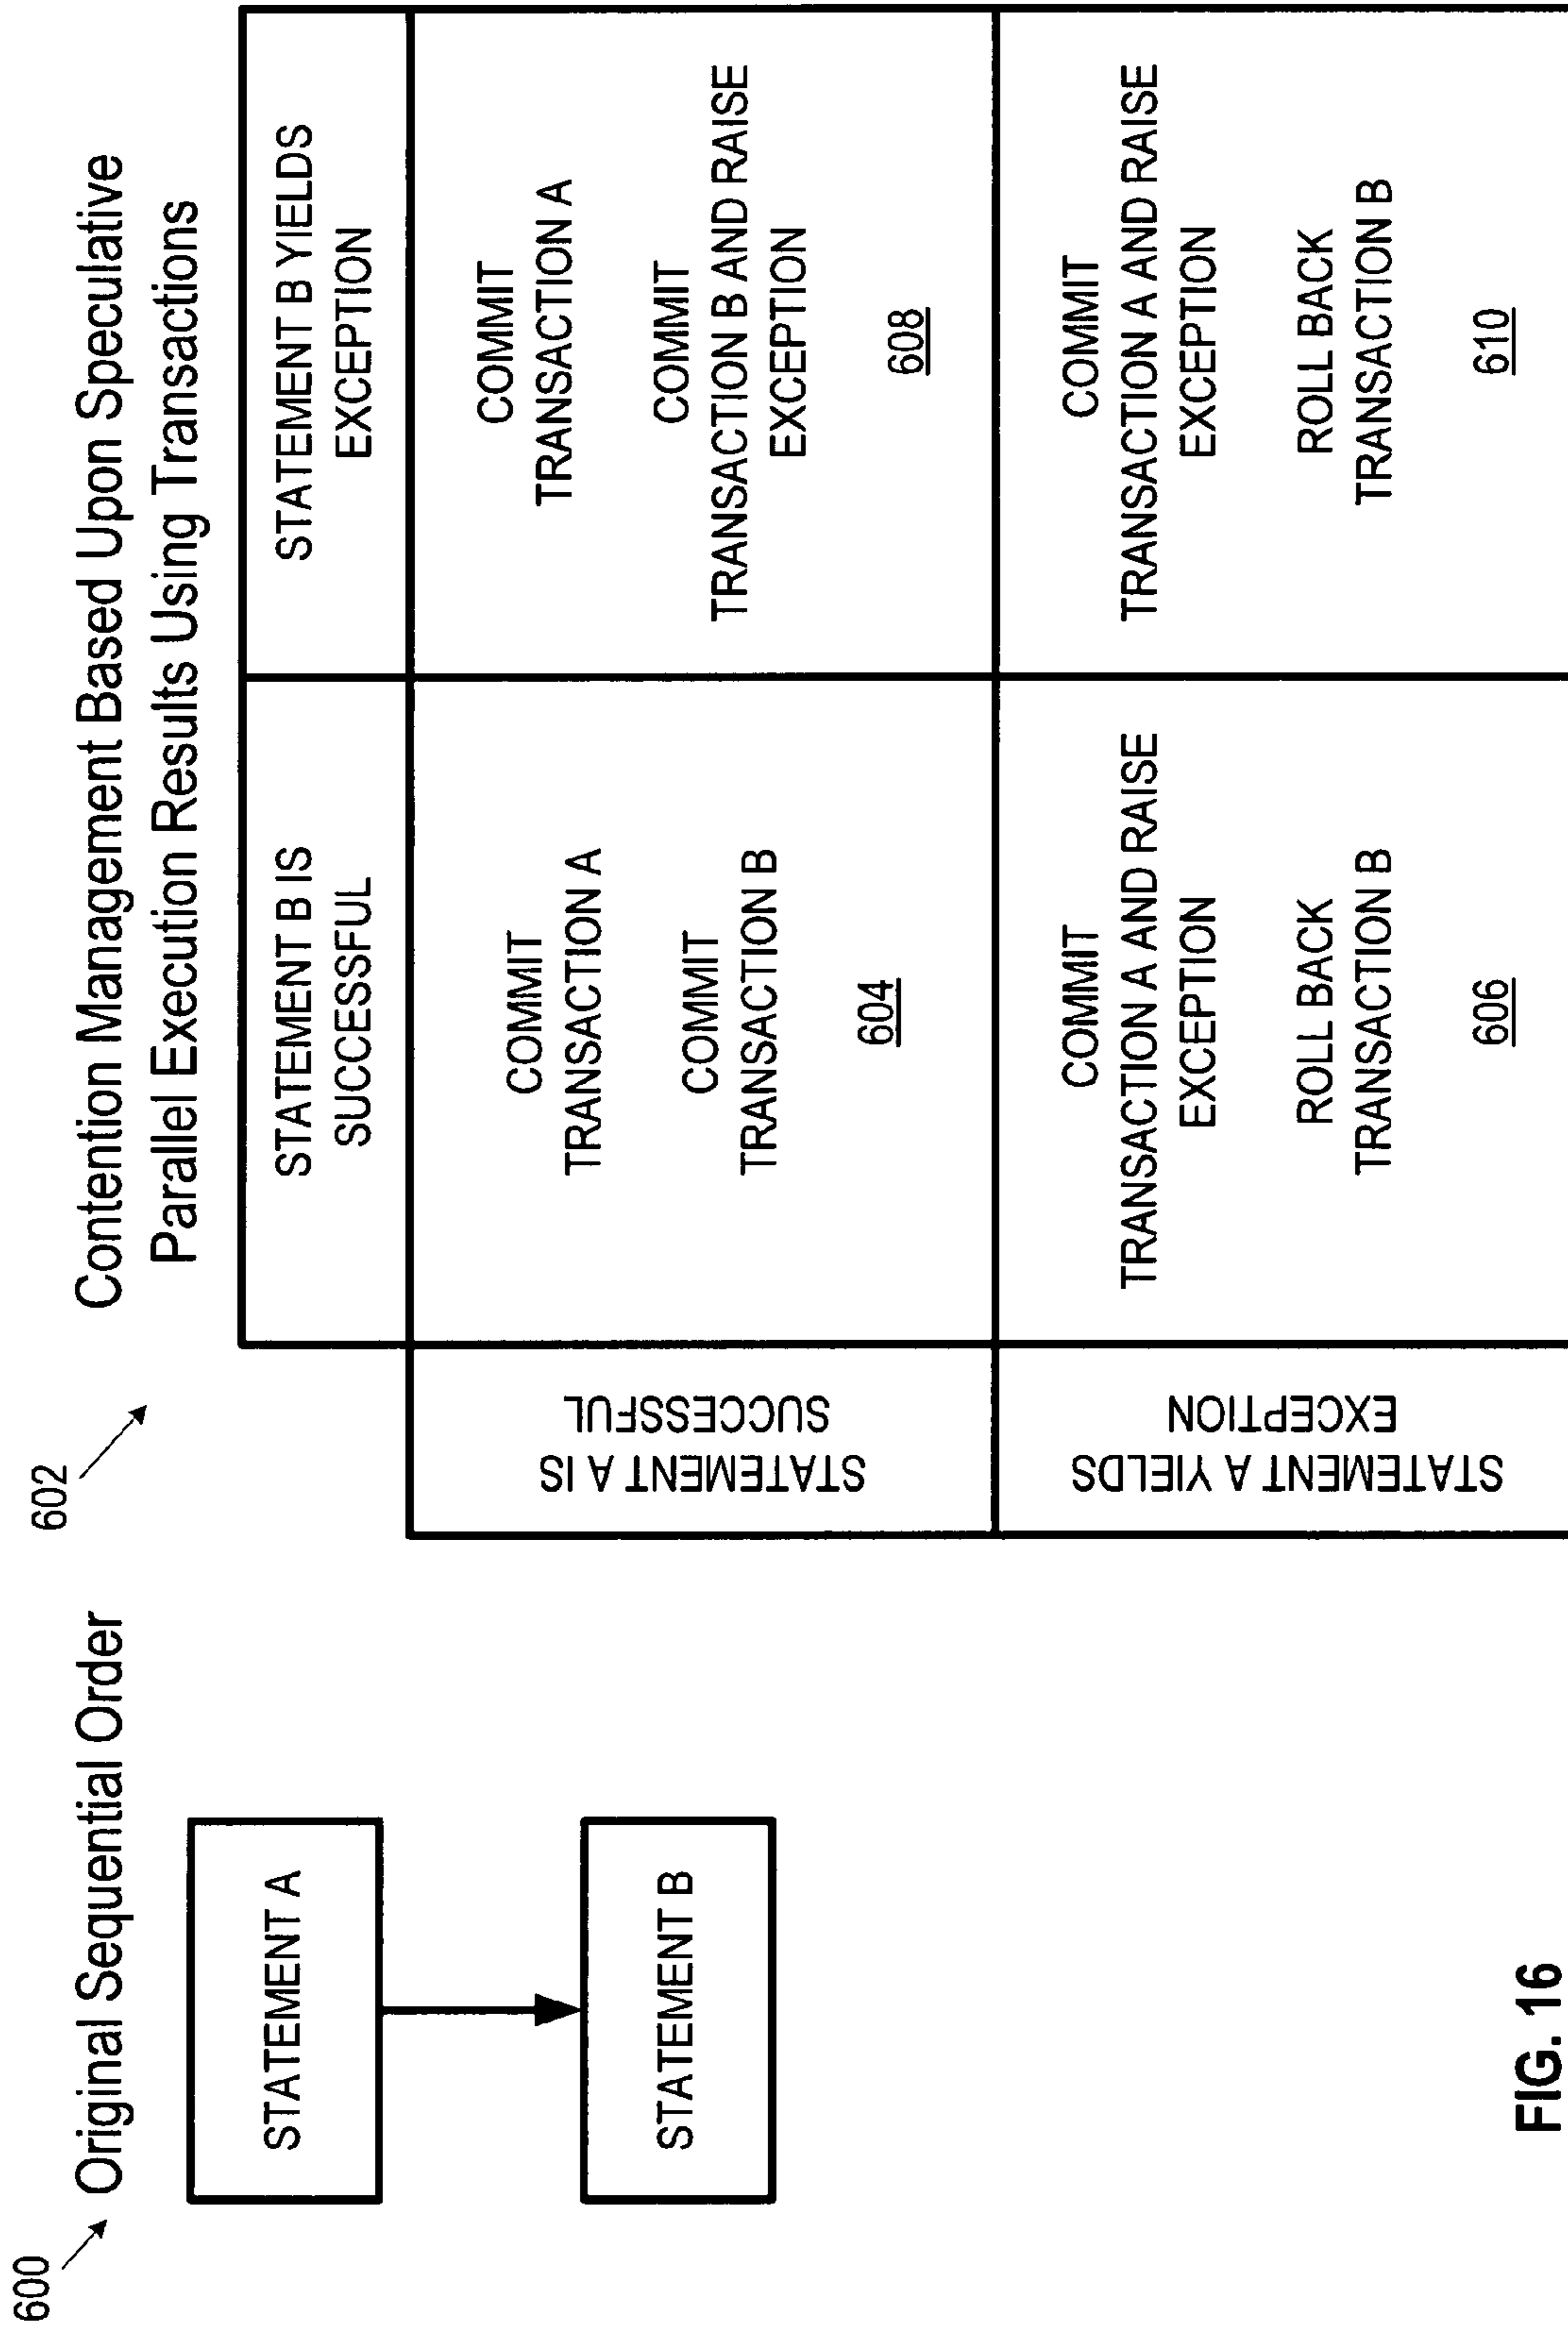 600
Original Sequential Order
STATEMENT A
STATEMENT B
602
Contention Management Based Upon Speculative
Parallel Execution Results Using Transactions
STATEMENT B IS
SUCCESSFUL
STATEMENT B YIELDS
EXCEPTION
STATEMENT A IS
SUCCESSFUL
COMMIT
TRANSACTION A
COMMIT
TRANSACTION B
604
COMMIT
TRANSACTION A
COMMIT
TRANSACTION B AND RAISE
EXCEPTION
608
STATEMENT A YIELDS
EXCEPTION
COMMIT
TRANSACTION A AND RAISE
EXCEPTION
ROLL BACK
TRANSACTION B
606
COMMIT
TRANSACTION A AND RAISE
EXCEPTION
ROLL BACK
TRANSACTION B
610
FIG. 16